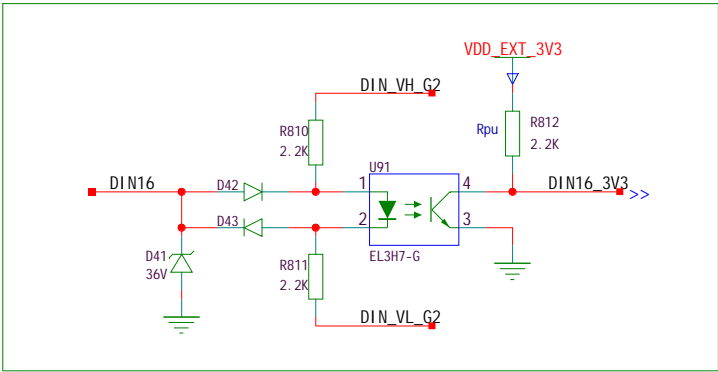 VDD_EXT_3V3
DIN_VH_G2
R810
2.2K
Rpu
R812
2.2K
U91
DIN16
D42
1
4
DIN16_3V3
>>
D43
2
3
D41
36V
R811
2.2K
EL3H7-G
DIN_VL_G2